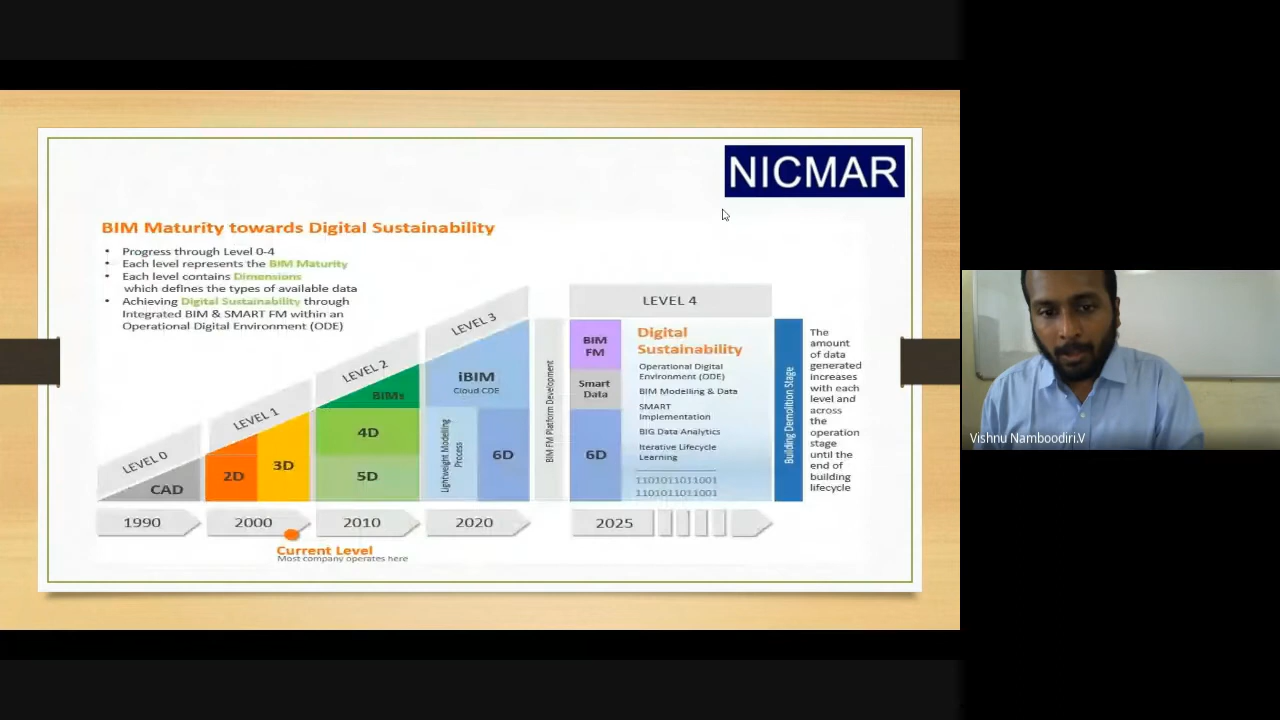 NICMAR
BIM Maturity towards Digital Sustainability
• Progress through Level 0-4
• Each level represents the BIM Maturity
• Each level contains Dimensions
which defines the types of available data
• Achieving Digital Sustainability through
Integrated BIM & SMART FM within an
Operational Digital Environment (ODE)
LEVEL 0
CAD
1990
LEVEL 1
2D
3D
2000
LEVEL 2
BIMs
4D
5D
2010
LEVEL 3
iBIM
Cloud CDE
Lightweight Modelling
Process
6D
2020
BIM FM Platform Development
LEVEL 4
BIM
FM
Smart
Data
6D
Digital
Sustainability
Operational Digital
Environment (ODE)
BIM Modelling & Data
SMART
Implementation
BIG Data Analytics
Iterative Lifecycle
Learning
1101011011001
1101011011001
2025
Building Demolition Stage
The
amount
of data
generated
increases
with each
level and
across
the
operation
stage
until the
end of
building
lifecycle
Current Level
Most company operates here
Vishnu Namboodiri.V